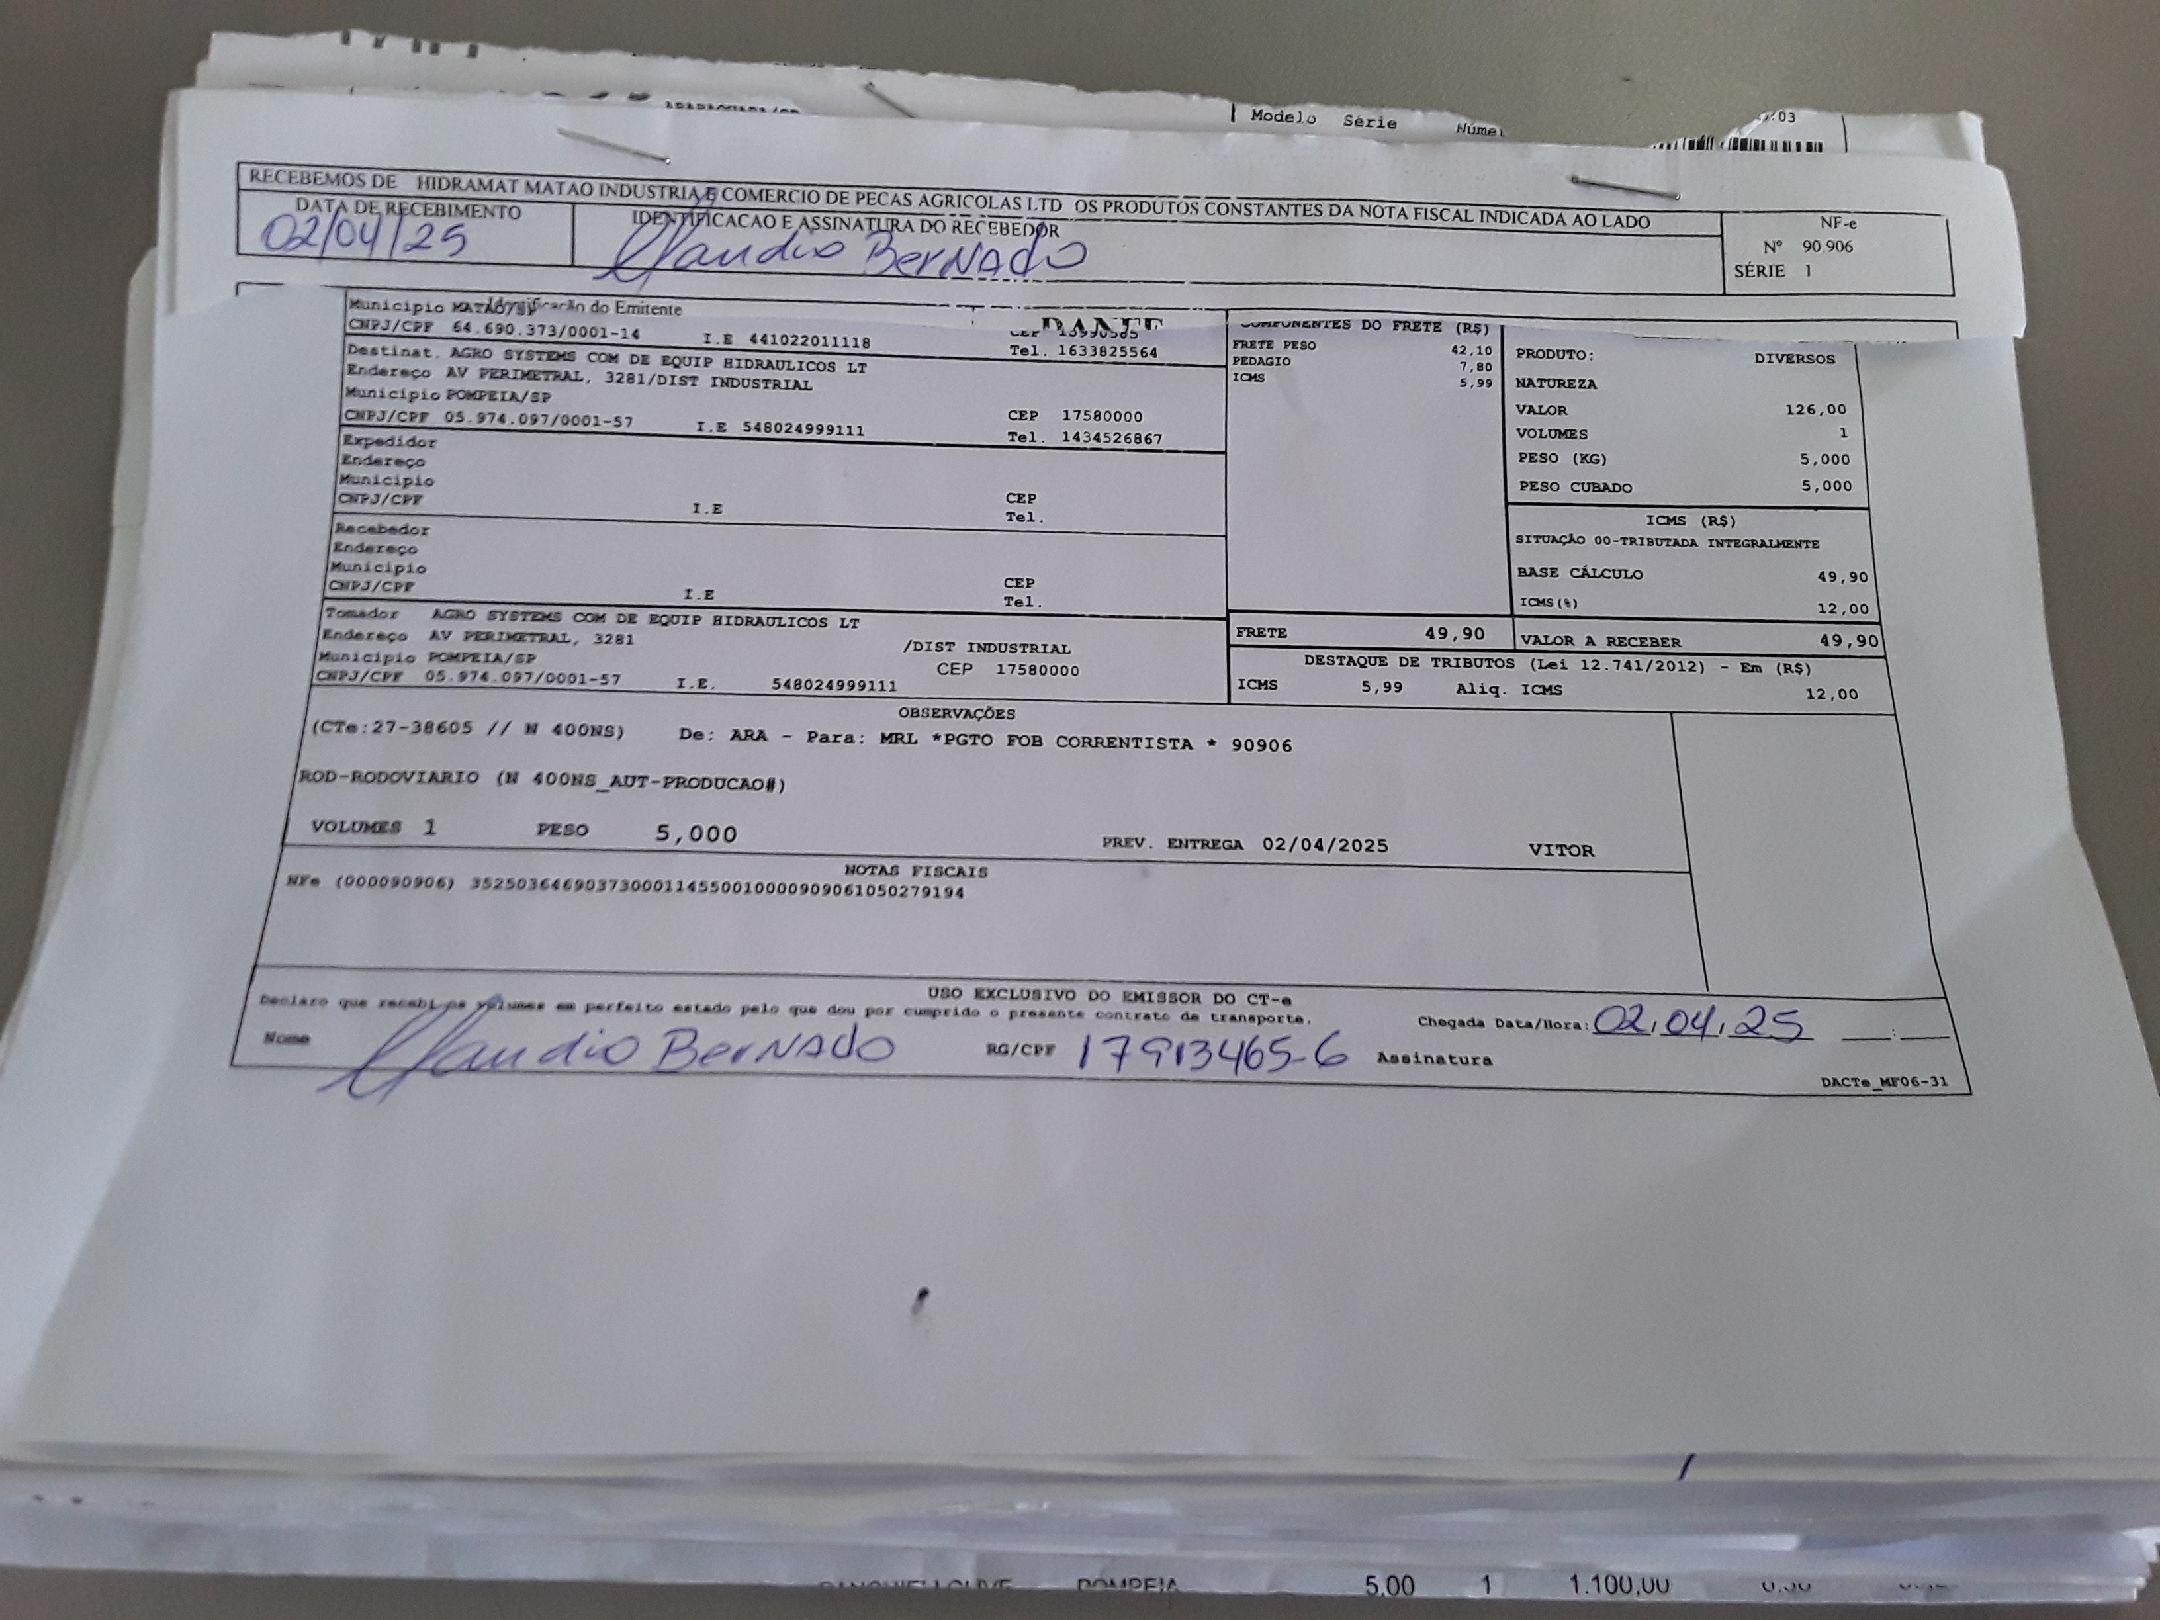 Modelo Série
:03
RECEBEMOS DE HIDRAMAT MATAO INDUSTRIA E COMERCIO DE PECAS AGRICOLAS LTD OS PRODUTOS CONSTANTES DA NOTA FISCAL INDICADA AO LADO
DATA DE RECEBIMENTO
02/04/25
IDENTIFICACAO E ASSINATURA DO RECEBEDOR
Claudio Bernado
NF-e
Nº 90.906
SÉRIE 1
Municipio MATAO/SP do Emitente
CNPJ/CPF 64.690.373/0001-14 I.E 441022011118
Tel. 1633825564
Destinat. AGRO SYSTEMS COM DE EQUIP HIDRAULICOS LT
Endereço AV PERIMETRAL, 3281/DIST INDUSTRIAL
Municipio POMPEIA/SP CEP 17580000
CNPJ/CPF 05.974.097/0001-57 I.E 548024999111 Tel. 1434526867
Expedidor
Endereço
Municipio CEP
CNPJ/CPF I.E Tel.
Recebedor
Endereço
Municipio CEP
CNPJ/CPF I.E Tel.
Tomador AGRO SYSTEMS COM DE EQUIP HIDRAULICOS LT
Endereço AV PERIMETRAL, 3281 /DIST INDUSTRIAL
Municipio POMPEIA/SP CEP 17580000
CNPJ/CPF 05.974.097/0001-57 I.E. 548024999111
COMPONENTES DO FRETE (R$)
FRETE PESO 42,10
PEDAGIO 7,80
ICMS 5,99
PRODUTO: DIVERSOS
NATUREZA
VALOR 126,00
VOLUMES 1
PESO (KG) 5,000
PESO CUBADO 5,000
ICMS (R$)
SITUAÇÃO 00-TRIBUTADA INTEGRALMENTE
BASE CÁLCULO 49,90
ICMS(%) 12,00
FRETE 49,90 VALOR A RECEBER 49,90
DESTAQUE DE TRIBUTOS (Lei 12.741/2012) - Em (R$)
ICMS 5,99 Aliq. ICMS 12,00
OBSERVAÇÕES
(CTe:27-38605 // N 400NS) De: ARA - Para: MRL *PGTO FOB CORRENTISTA * 90906
ROD-RODOVIARIO (N 400NS_AUT-PRODUCAO#)
VOLUMES 1 PESO 5,000 PREV. ENTREGA 02/04/2025 VITOR
NOTAS FISCAIS
NFe (000090906) 35250364690373000114550010000909061050279194
USO EXCLUSIVO DO EMISSOR DO CT-e
Declaro que recebi os volumes em perfeito estado pelo que dou por cumprido o presente contrato de transporte.
Chegada Data/Hora: 02.04.25 __:__
Nome Claudio Bernado RG/CPF 17913465-6 Assinatura
DACTe_MF06-31
POMPEIA 5,00 1 1.100,00